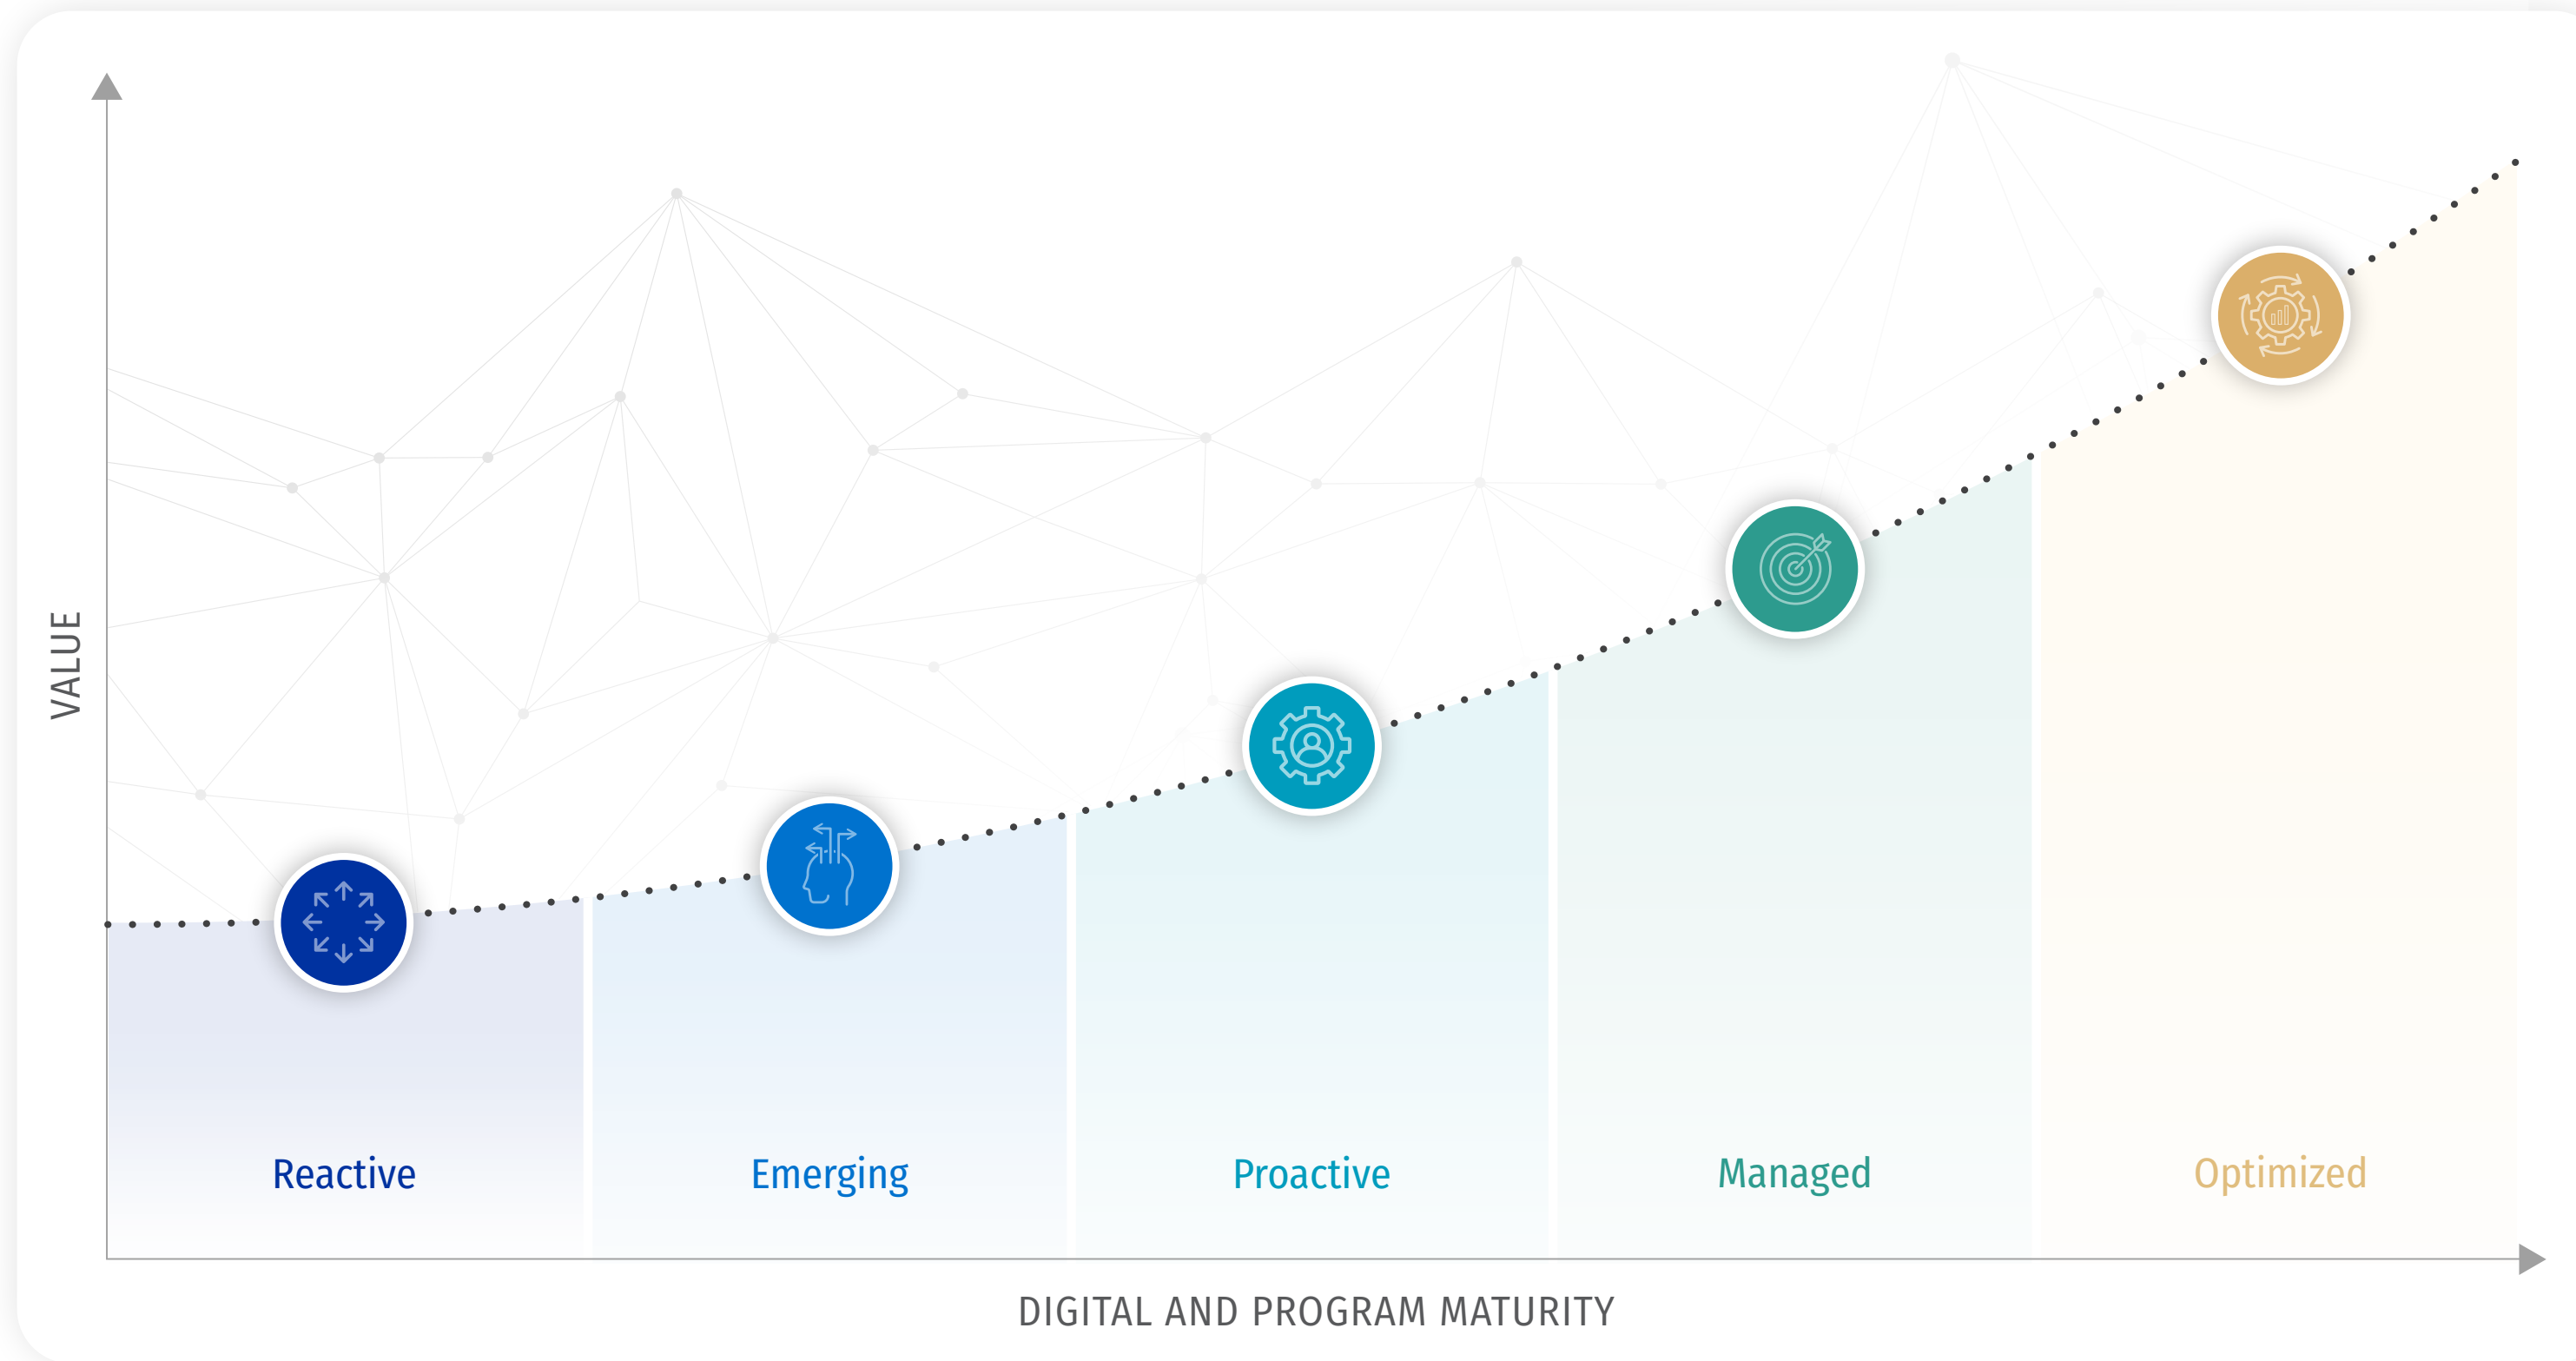 VALUE
Reactive
Emerging
Proactive
Managed
Optimized
DIGITAL AND PROGRAM MATURITY